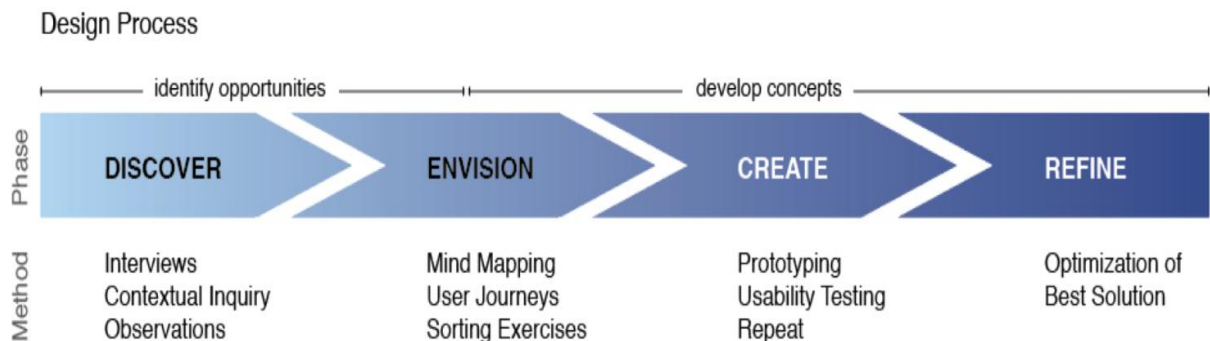 Design Process
identify opportunities
develop concepts
Phase
DISCOVER
ENVISION
CREATE
REFINE
Method
Interviews
Contextual Inquiry
Observations
Mind Mapping
User Journeys
Sorting Exercises
Prototyping
Usability Testing
Repeat
Optimization of
Best Solution